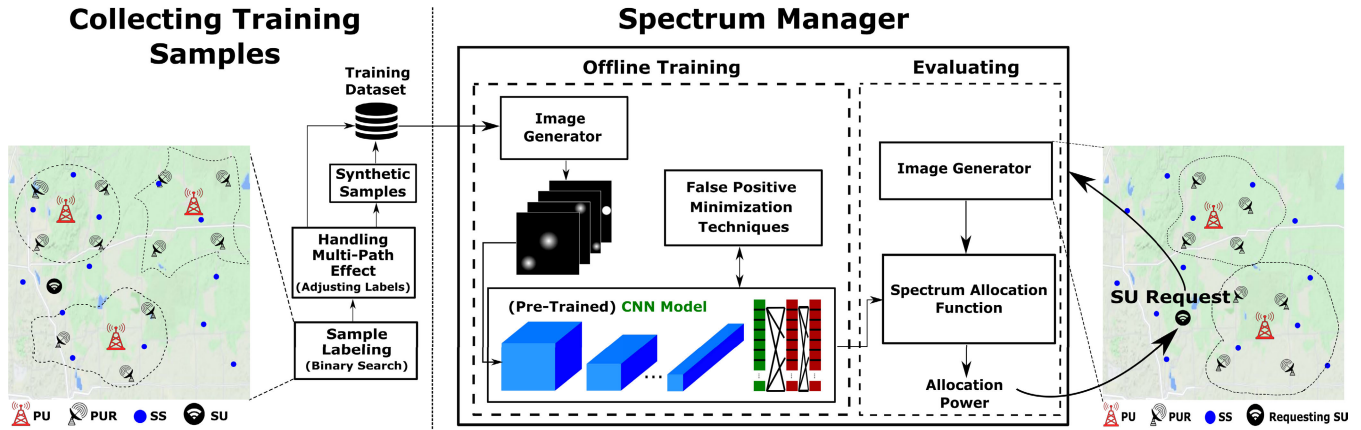 Collecting Training
Samples
Spectrum Manager
Training
Dataset
Synthetic
Samples
Handling
Multi-Path
Effect
(Adjusting Labels)
Sample
Labeling
(Binary Search)
PU
PUR
SS
SU
Offline Training
Image
Generator
False Positive
Minimization
Techniques
(Pre-Trained) CNN Model
...
Evaluating
Image Generator
Spectrum Allocation
Function
Allocation
Power
SU Request
PU
PUR
SS
Requesting SU